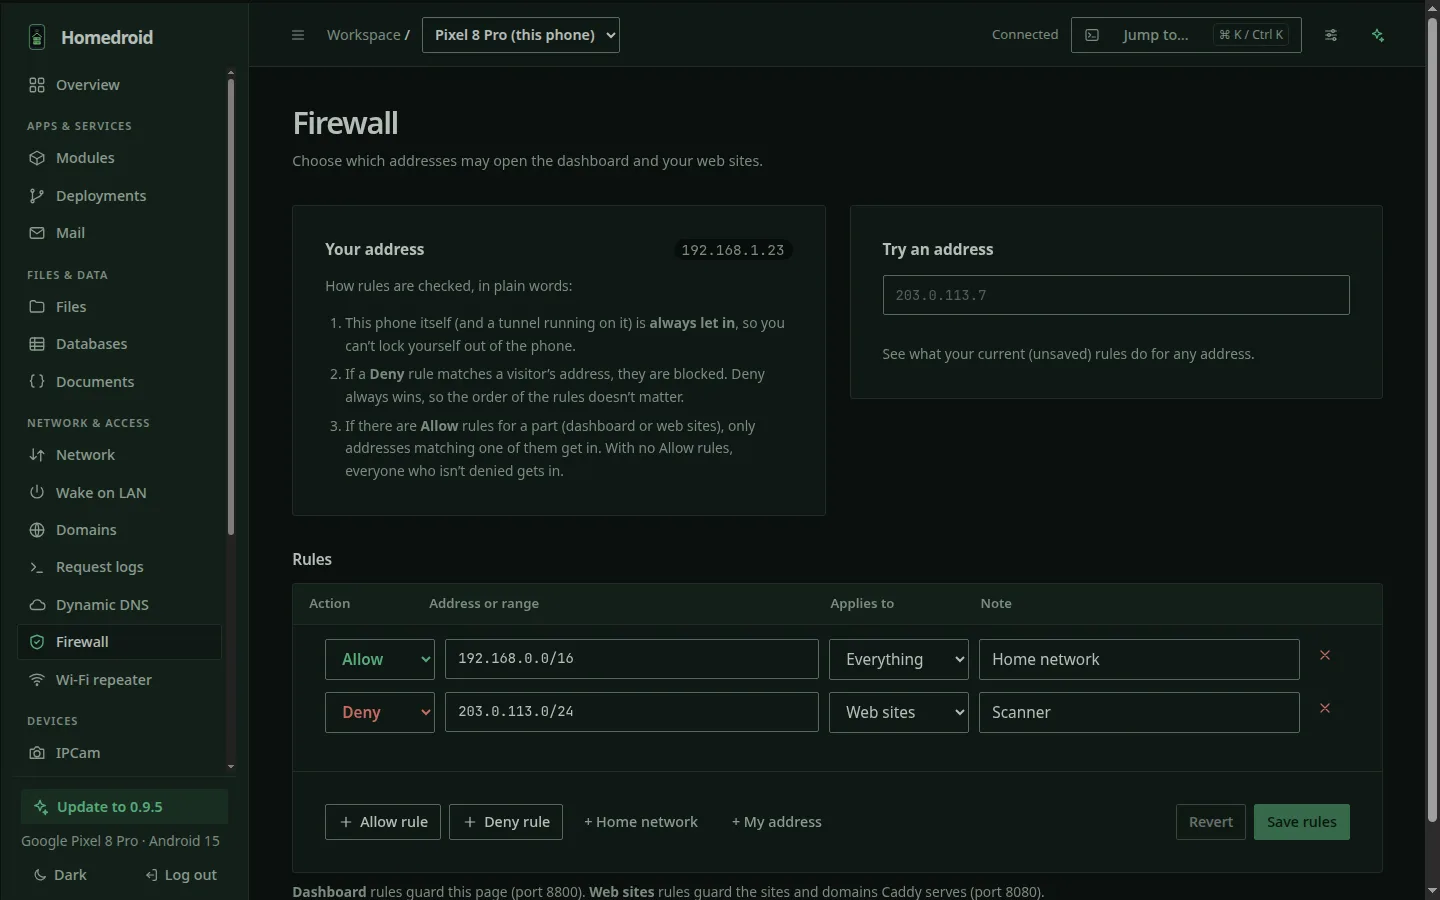 Homedroid
Overview
APPS & SERVICES
Modules
Deployments
Mail
FILES & DATA
Files
Databases
Documents
NETWORK & ACCESS
Network
Wake on LAN
Domains
Request logs
Dynamic DNS
Firewall
Wi-Fi repeater
DEVICES
IPCam
Update to 0.9.5
Google Pixel 8 Pro · Android 15
Dark
Log out
Workspace /
Pixel 8 Pro (this phone)
Connected
Jump to...
⌘ K / Ctrl K
Firewall
Choose which addresses may open the dashboard and your web sites.
Your address
192.168.1.23
How rules are checked, in plain words:
1. This phone itself (and a tunnel running on it) is always let in, so you
can’t lock yourself out of the phone.
2. If a Deny rule matches a visitor’s address, they are blocked. Deny
always wins, so the order of the rules doesn’t matter.
3. If there are Allow rules for a part (dashboard or web sites), only
addresses matching one of them get in. With no Allow rules,
everyone who isn’t denied gets in.
Try an address
203.0.113.7
See what your current (unsaved) rules do for any address.
Rules
Action Address or range Applies to Note
Allow 192.168.0.0/16 Everything Home network
Deny 203.0.113.0/24 Web sites Scanner
+ Allow rule
+ Deny rule
+ Home network
+ My address
Revert
Save rules
Dashboard rules guard this page (port 8800). Web sites rules guard the sites and domains Caddy serves (port 8080).